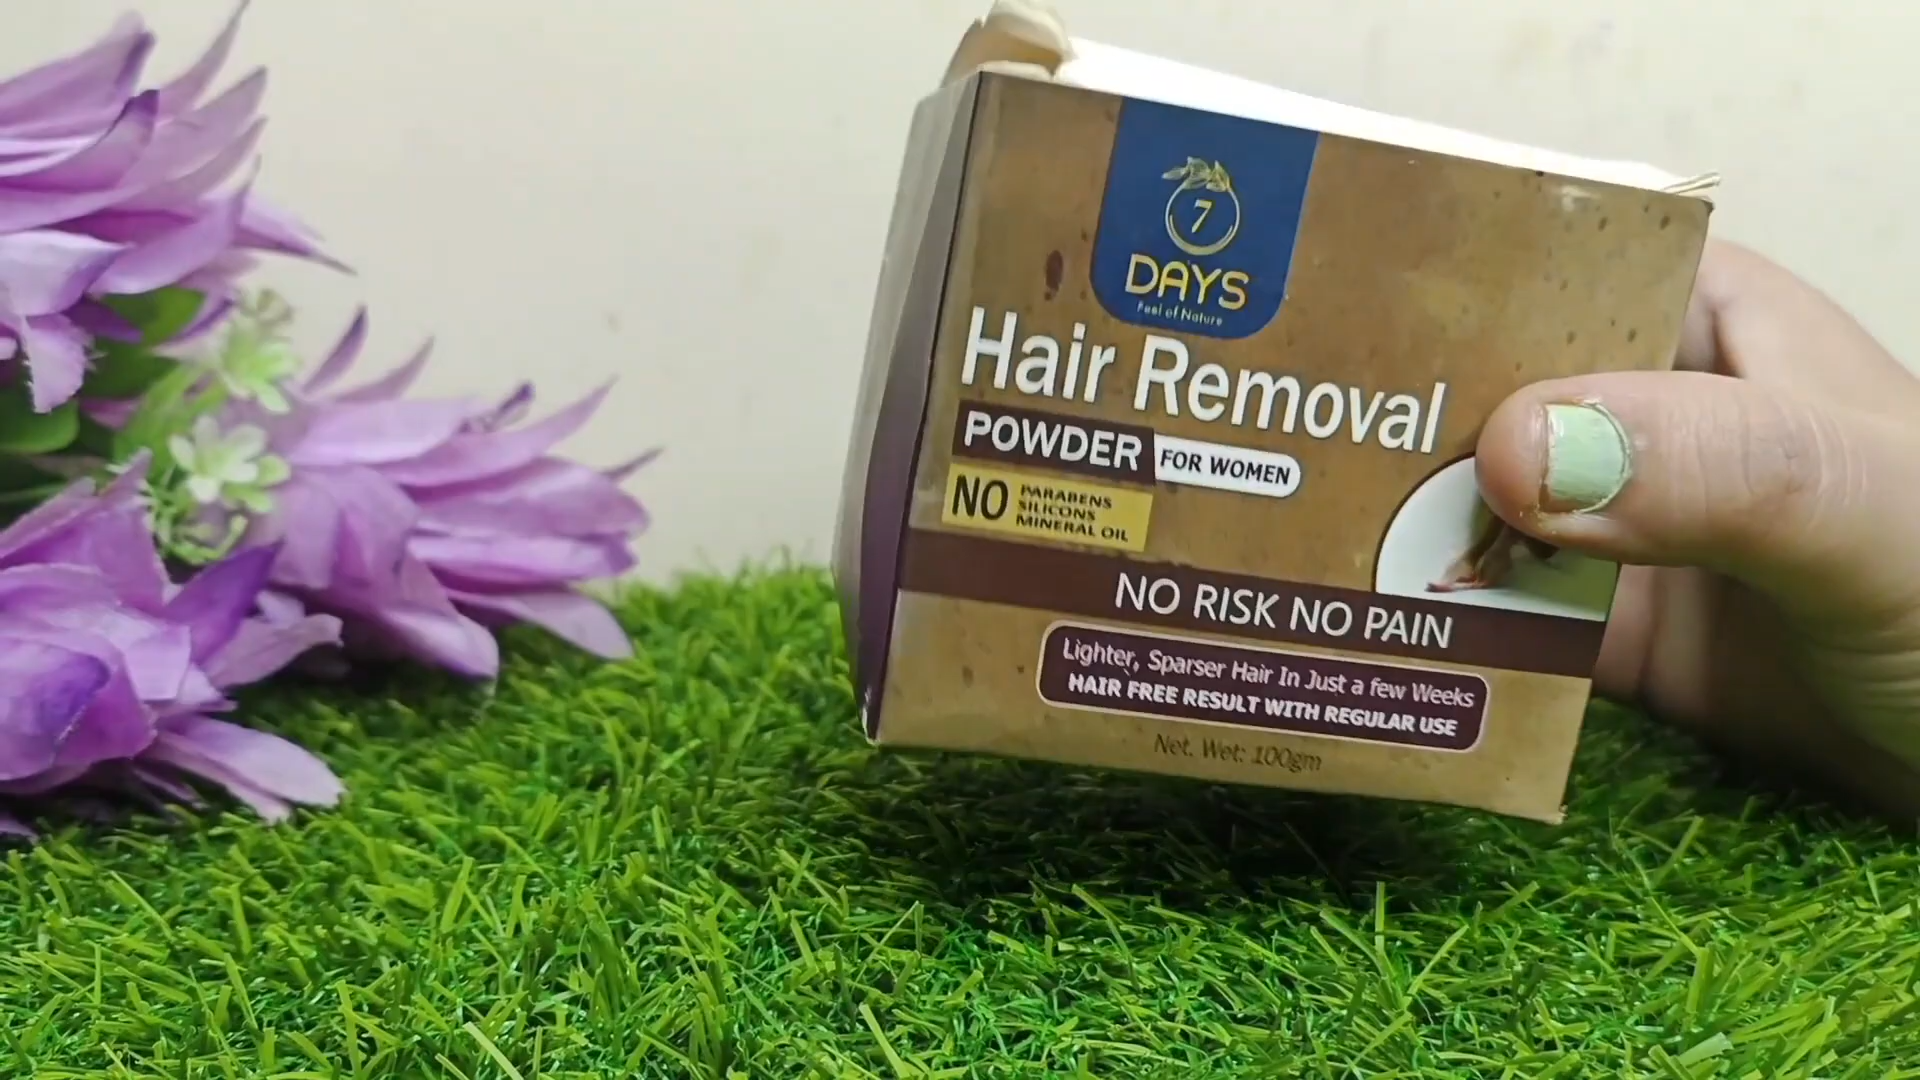 7
DAYS
Feel of Nature
Hair Removal
POWDER FOR WOMEN
NO PARABENS
SILICONS
MINERAL OIL
NO RISK NO PAIN
Lighter, Sparser Hair In Just a few Weeks
HAIR FREE RESULT WITH REGULAR USE
Net. Wet: 100gm